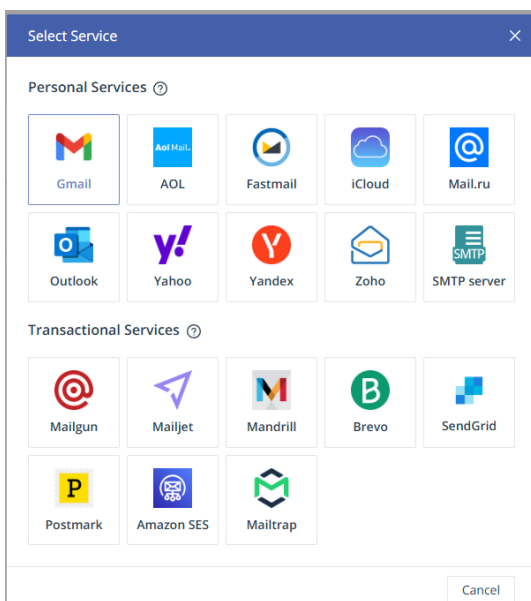 Select Service
Personal Services
Gmail
Aol Mail.
AOL
Fastmail
iCloud
Mail.ru
Outlook
Yahoo
Yandex
Zoho
SMTP
SMTP server
Transactional Services
Mailgun
Mailjet
Mandrill
B
Brevo
SendGrid
P
Postmark
Amazon SES
Mailtrap
Cancel